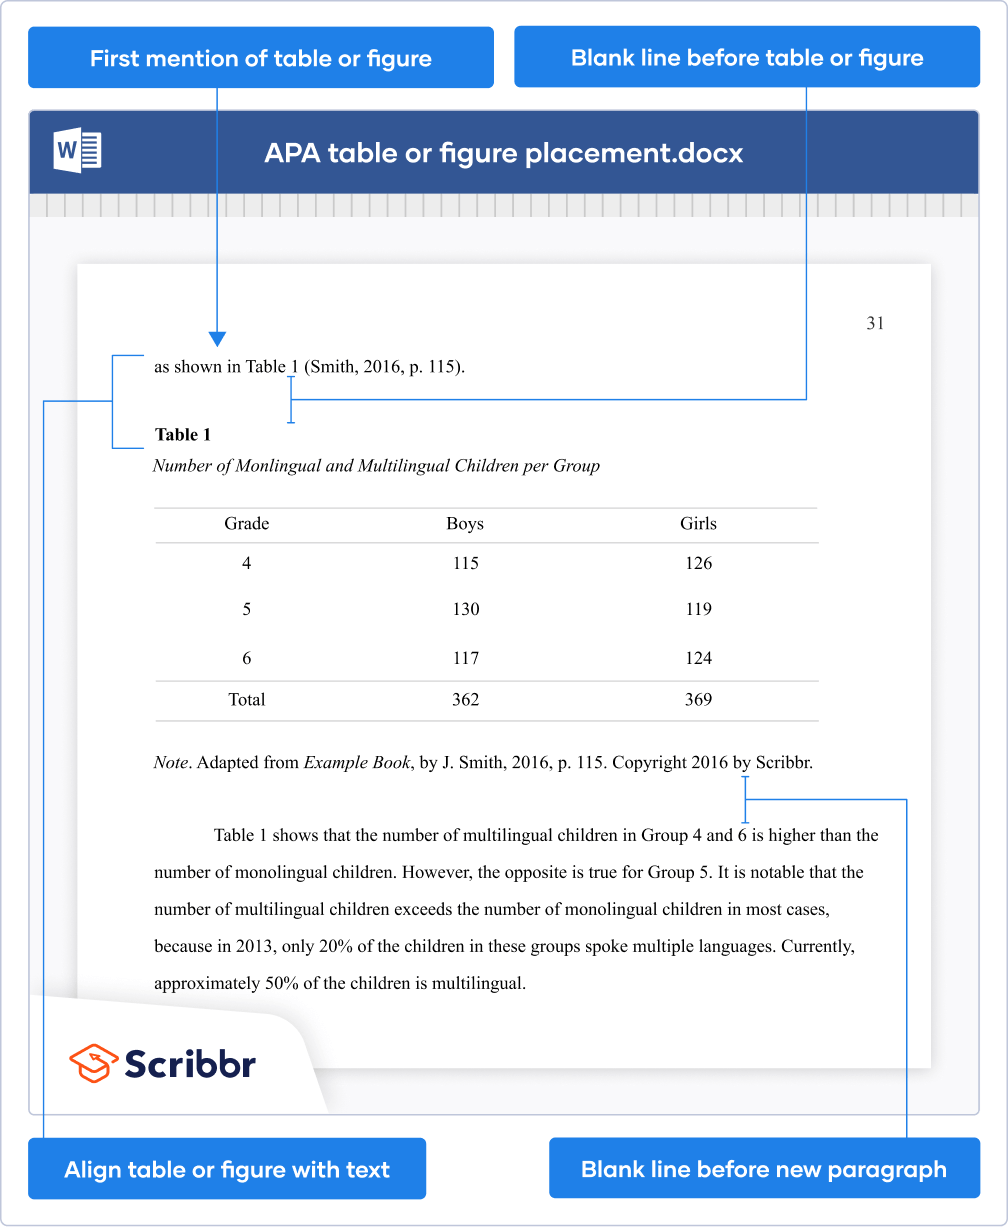 First mention of table or figure
Blank line before table or figure
W
APA table or figure placement.docx
31
as shown in Table 1 (Smith, 2016, p. 115).
Table 1
Number of Monlingual and Multilingual Children per Group
Grade Boys Girls
4 115 126
5 130 119
6 117 124
Total 362 369
Note. Adapted from Example Book, by J. Smith, 2016, p. 115. Copyright 2016 by Scribbr.
Table 1 shows that the number of multilingual children in Group 4 and 6 is higher than the
number of monolingual children. However, the opposite is true for Group 5. It is notable that the
number of multilingual children exceeds the number of monolingual children in most cases,
because in 2013, only 20% of the children in these groups spoke multiple languages. Currently,
approximately 50% of the children is multilingual.
Scribbr
Align table or figure with text
Blank line before new paragraph